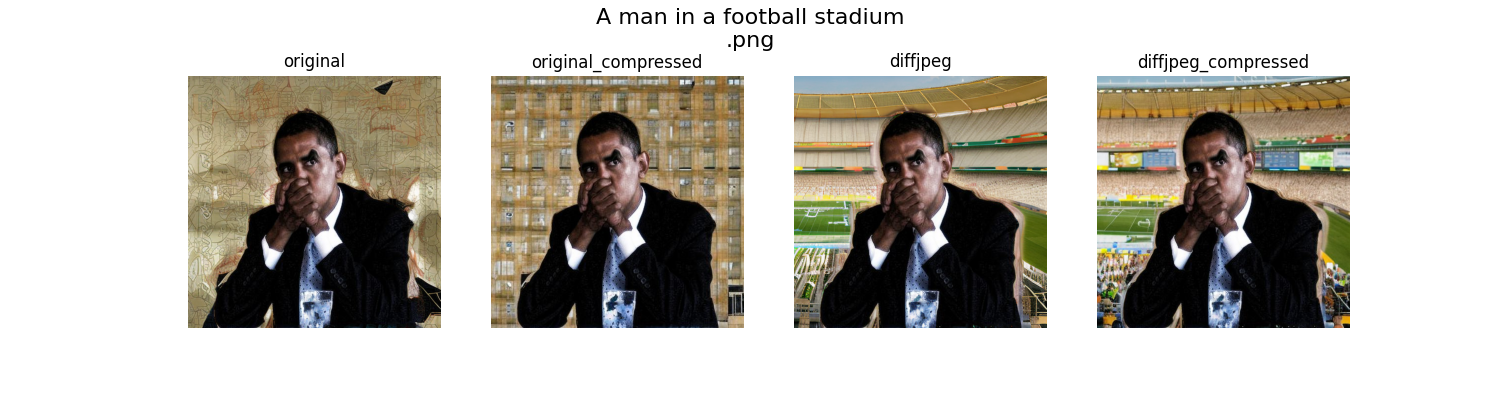 A man in a football stadium
.png
original
original_compressed
diffjpeg
diffjpeg_compressed